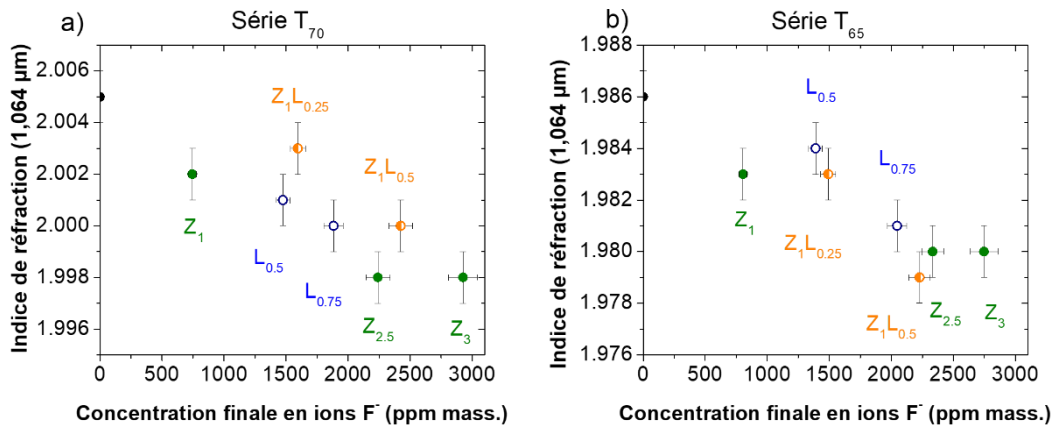 a)
Série T₇₀
Indice de réfraction (1,064 µm)
2.006
2.004
2.002
2.000
1.998
1.996
Z₁L₀.₂₅
Z₁L₀.₅
Z₁
L₀.₅
L₀.₇₅
Z₂.₅
Z₃
0 500 1000 1500 2000 2500 3000
Concentration finale en ions F⁻ (ppm mass.)
b)
Série T₆₅
Indice de réfraction (1,064 µm)
1.988
1.986
1.984
1.982
1.980
1.978
1.976
L₀.₅
L₀.₇₅
Z₁
Z₁L₀.₂₅
Z₁L₀.₅
Z₂.₅
Z₃
0 500 1000 1500 2000 2500 3000
Concentration finale en ions F⁻ (ppm mass.)